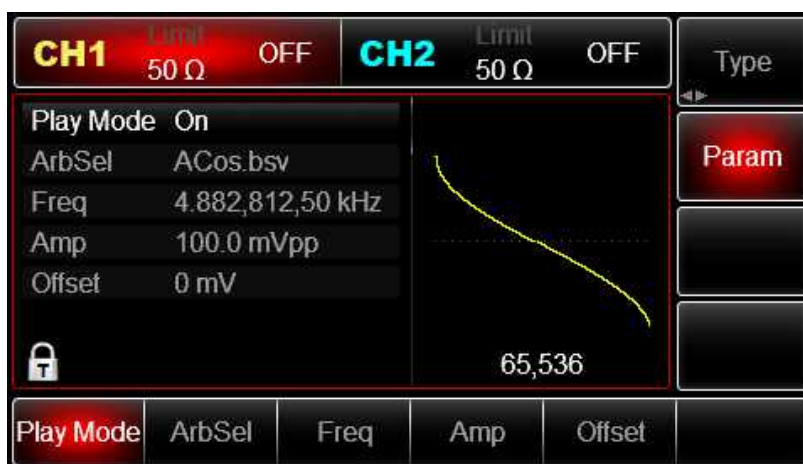 CH1 Limit 50 Ω OFF CH2 Limit 50 Ω OFF Type
Play Mode On
ArbSel ACos.bsv
Freq 4.882,812,50 kHz
Amp 100.0 mVpp
Offset 0 mV
Param
T
65,536
Play Mode ArbSel Freq Amp Offset